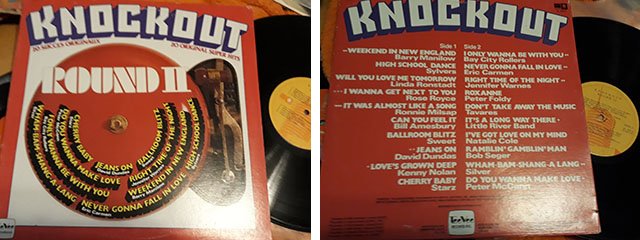 KNOCKOUT
20 SUCCES ORIGINAUX
20 ORIGINAL SUPER HITS
ROUND 1
CHERRY BABY
JEANS ON
David Dundas
BALLROOM BLITZ
DO YOU WANNA MAKE LOVE
RIGHT TIME OF THE NIGHT
Jennifer Warnes
I ONLY WANNA BE WITH YOU
WEEKEND IN NEW ENGLAND
Barry Manilow
HIGH SCHOOL DANCE
WHAM-BAM-SHANG-A-LANG
NEVER GONNA FALL IN LOVE
Eric Carmen
KNOCKOUT
Side 1
WEEKEND IN NEW ENGLAND
Barry Manilow
HIGH SCHOOL DANCE
Sylvers
WILL YOU LOVE ME TOMORROW
Linda Ronstadt
I WANNA GET NEXT TO YOU
Rose Royce
IT WAS ALMOST LIKE A SONG
Ronnie Milsap
CAN YOU FEEL IT
Bill Amesbury
BALLROOM BLITZ
Sweet
JEANS ON
David Dundas
LOVE'S GROWN DEEP
Kenny Nolan
CHERRY BABY
Starz
Side 2
I ONLY WANNA BE WITH YOU
Bay City Rollers
NEVER GONNA FALL IN LOVE
Eric Carmen
RIGHT TIME OF THE NIGHT
Jennifer Warnes
ROXANNE
Peter Foldy
DON'T TAKE AWAY THE MUSIC
Tavares
IT'S A LONG WAY THERE
Little River Band
I'VE GOT LOVE ON MY MIND
Natalie Cole
RAMBLIN' GAMBLIN' MAN
Bob Seger
WHAM-BAM-SHANG-A LANG
Silver
DO YOU WANNA MAKE LOVE
Peter McCann